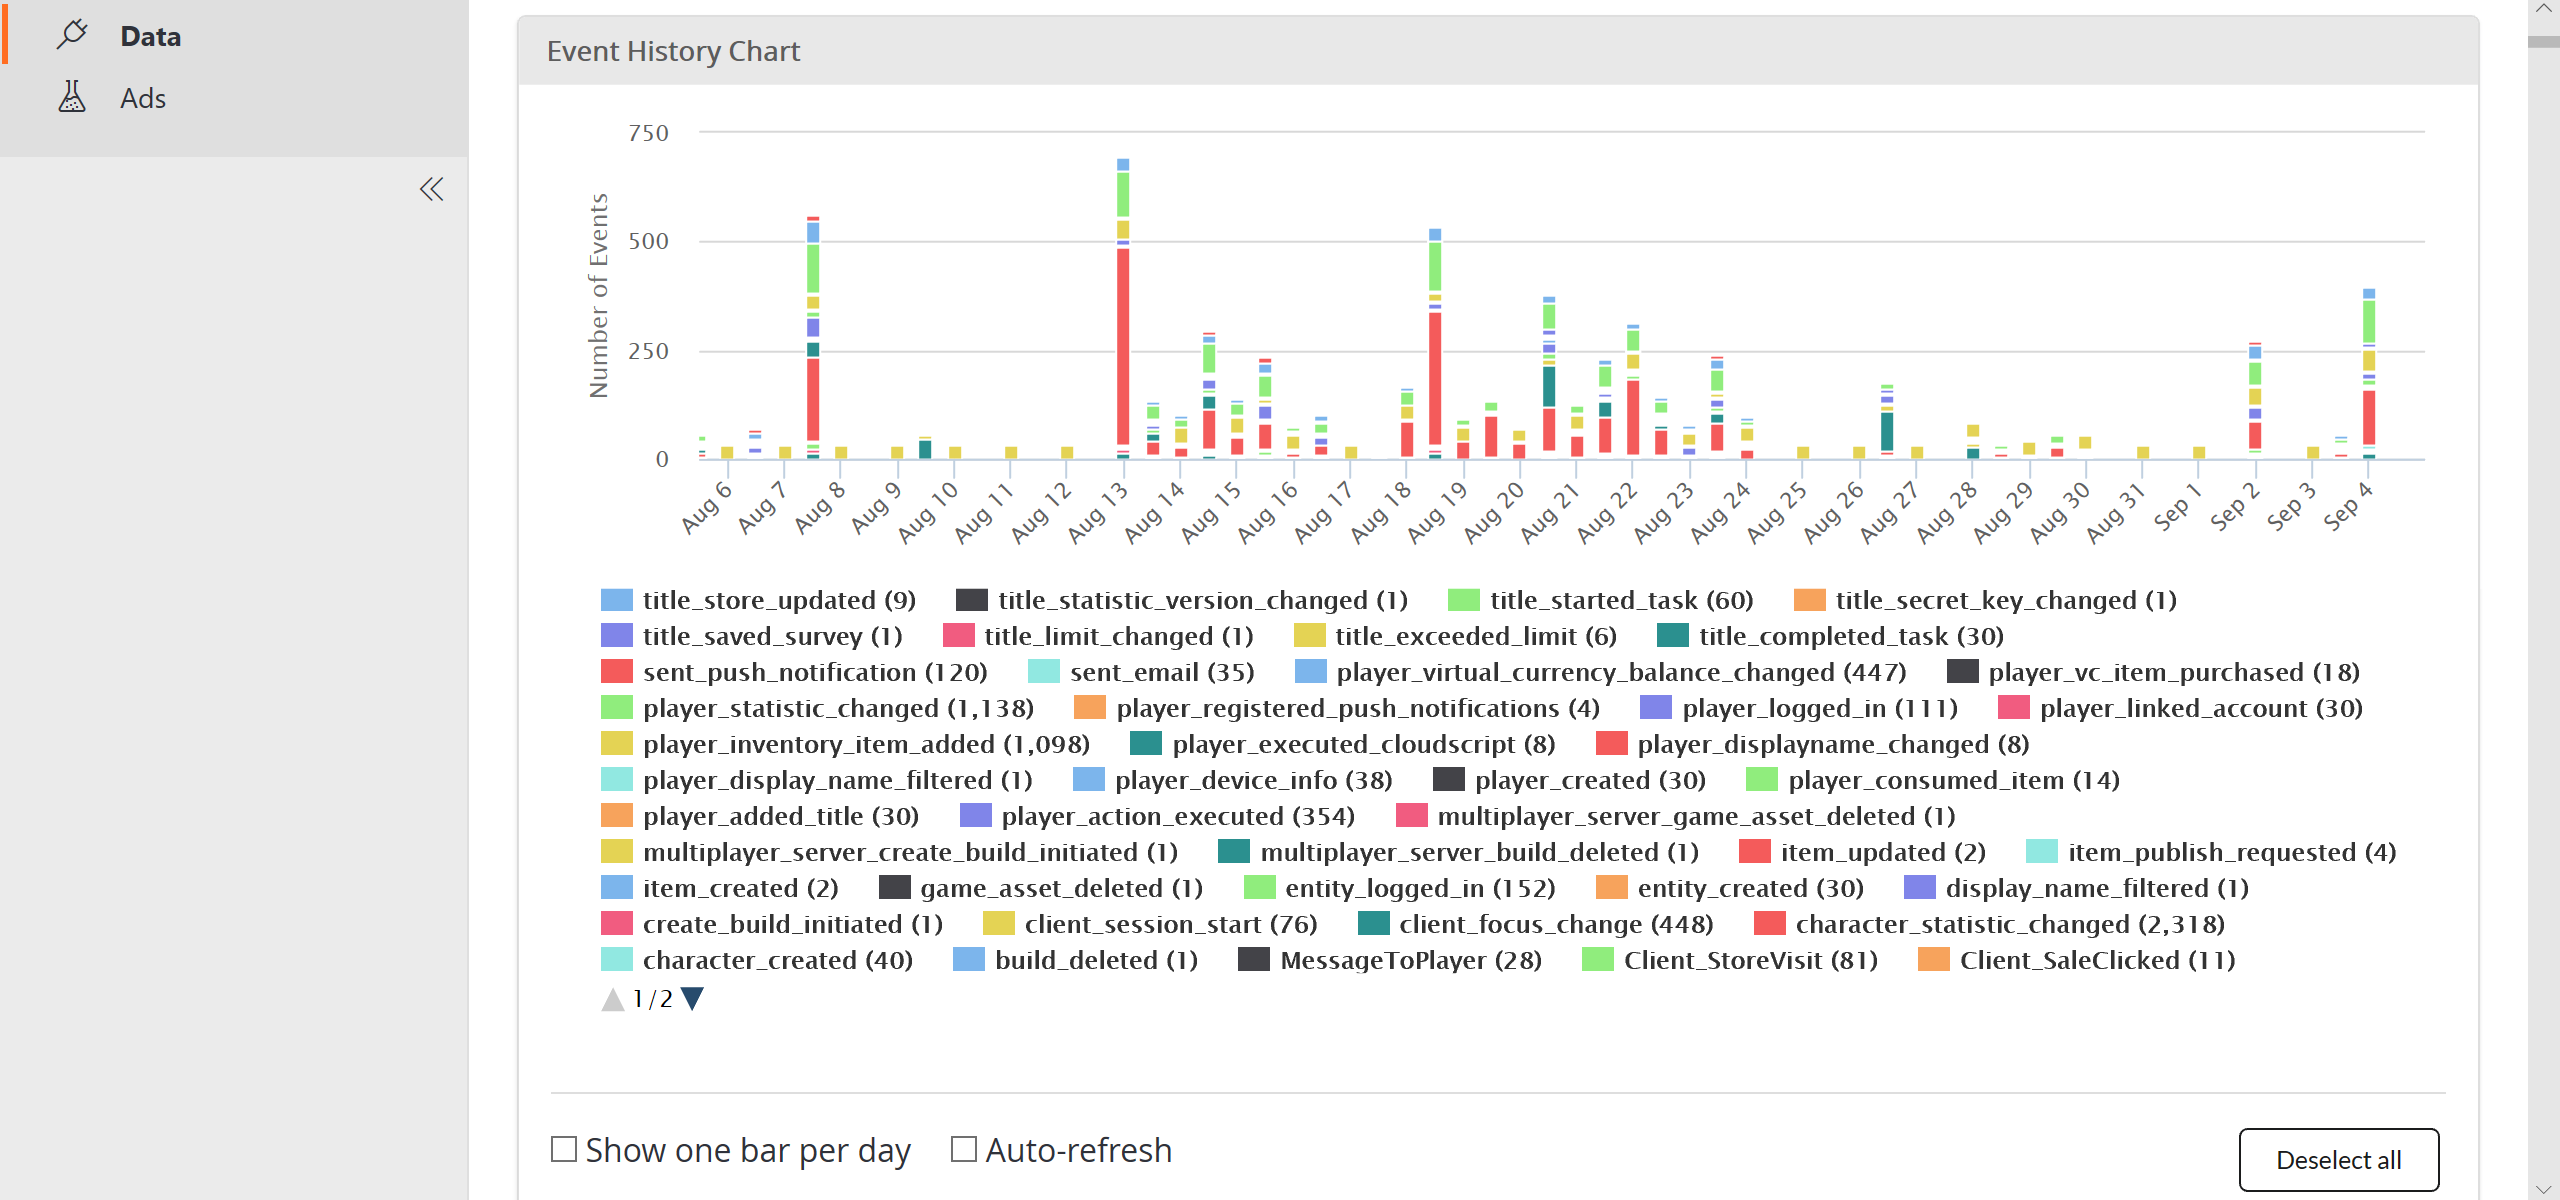 Data
Ads
Event History Chart
750
500
250
0
Number of Events
Aug 6 Aug 7 Aug 8 Aug 9 Aug 10 Aug 11 Aug 12 Aug 13 Aug 14 Aug 15 Aug 16 Aug 17 Aug 18 Aug 19 Aug 20 Aug 21 Aug 22 Aug 23 Aug 24 Aug 25 Aug 26 Aug 27 Aug 28 Aug 29 Aug 30 Aug 31 Sep 1 Sep 2 Sep 3 Sep 4
title_store_updated (9) title_statistic_version_changed (1) title_started_task (60) title_secret_key_changed (1)
title_saved_survey (1) title_limit_changed (1) title_exceeded_limit (6) title_completed_task (30)
sent_push_notification (120) sent_email (35) player_virtual_currency_balance_changed (447) player_vc_item_purchased (18)
player_statistic_changed (1,138) player_registered_push_notifications (4) player_logged_in (111) player_linked_account (30)
player_inventory_item_added (1,098) player_executed_cloudscript (8) player_displayname_changed (8)
player_display_name_filtered (1) player_device_info (38) player_created (30) player_consumed_item (14)
player_added_title (30) player_action_executed (354) multiplayer_server_game_asset_deleted (1)
multiplayer_server_create_build_initiated (1) multiplayer_server_build_deleted (1) item_updated (2) item_publish_requested (4)
item_created (2) game_asset_deleted (1) entity_logged_in (152) entity_created (30) display_name_filtered (1)
create_build_initiated (1) client_session_start (76) client_focus_change (448) character_statistic_changed (2,318)
character_created (40) build_deleted (1) MessageToPlayer (28) Client_StoreVisit (81) Client_SaleClicked (11)
1/2
Show one bar per day Auto-refresh
Deselect all